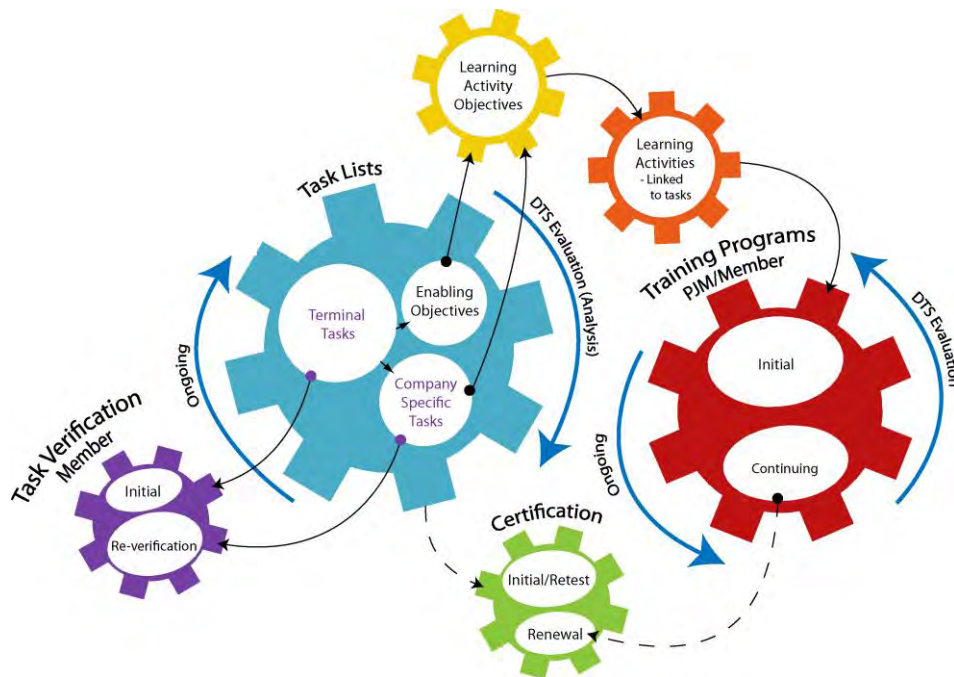 Learning
Activity
Objectives
Learning
Activities
- Linked
to tasks
Task Lists
Terminal
Tasks
Enabling
Objectives
Company
Specific
Tasks
DTS Evaluation (Analysis)
Ongoing
Training Programs
PJM/Member
Initial
Continuing
DTS Evaluation
Ongoing
Task Verification
Member
Initial
Re-verification
Certification
Initial/Retest
Renewal